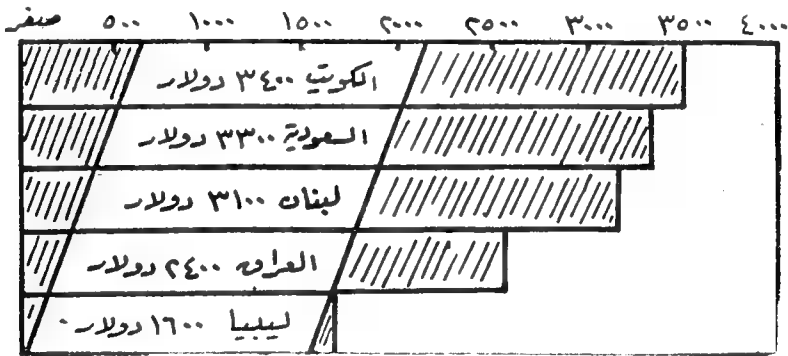 صفر ٥٠٠ ١٠٠٠ ١٥٠٠ ٢٠٠٠ ٢٥٠٠ ٣٠٠٠ ٣٥٠٠ ٤٠٠٠
الكويت ٣٤٠٠ دولار
السعودية ٣٣٠٠ دولار
لبنان ٣١٠٠ دولار
العراق ٢٤٠٠ دولار
ليبيا ١٦٠٠ دولار